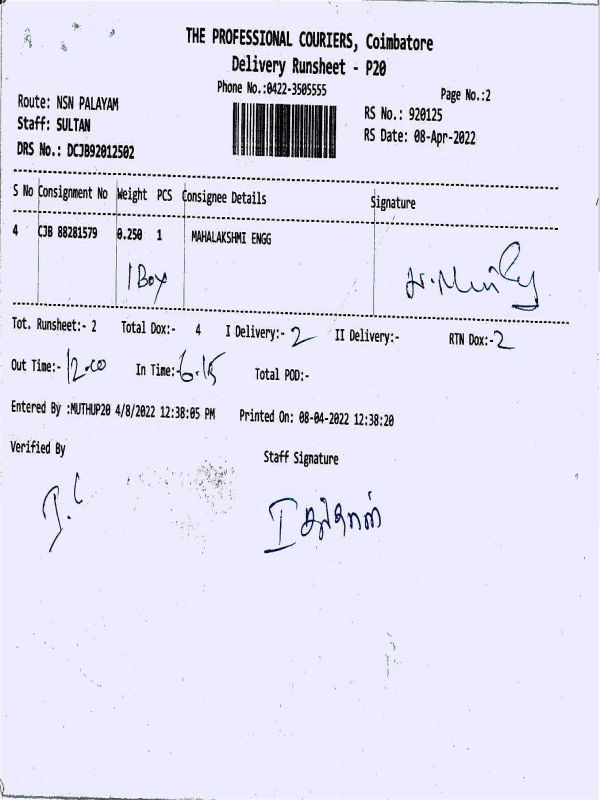 THE PROFESSIONAL COURIERS, Coimbatore
Delivery Runsheet - P20
Phone No.:0422-3505555
Page No.:2
Route: NSN PALAYAM
RS No.: 920125
Staff: SULTAN
RS Date: 08-Apr-2022
DRS No.: DCJB92012502
S No Consignment No Weight PCS Consignee Details Signature
4 CJB 88281579 0.250 1 MAHALAKSHMI ENGG
1 Box
Tot. Runsheet:- 2 Total Dox:- 4 I Delivery:- 2 II Delivery:- RTN Dox:- 2
Out Time:- 12.00 In Time:- 6.15 Total POD:-
Entered By :MUTHUP20 4/8/2022 12:38:05 PM Printed On: 08-04-2022 12:38:20
Verified By Staff Signature